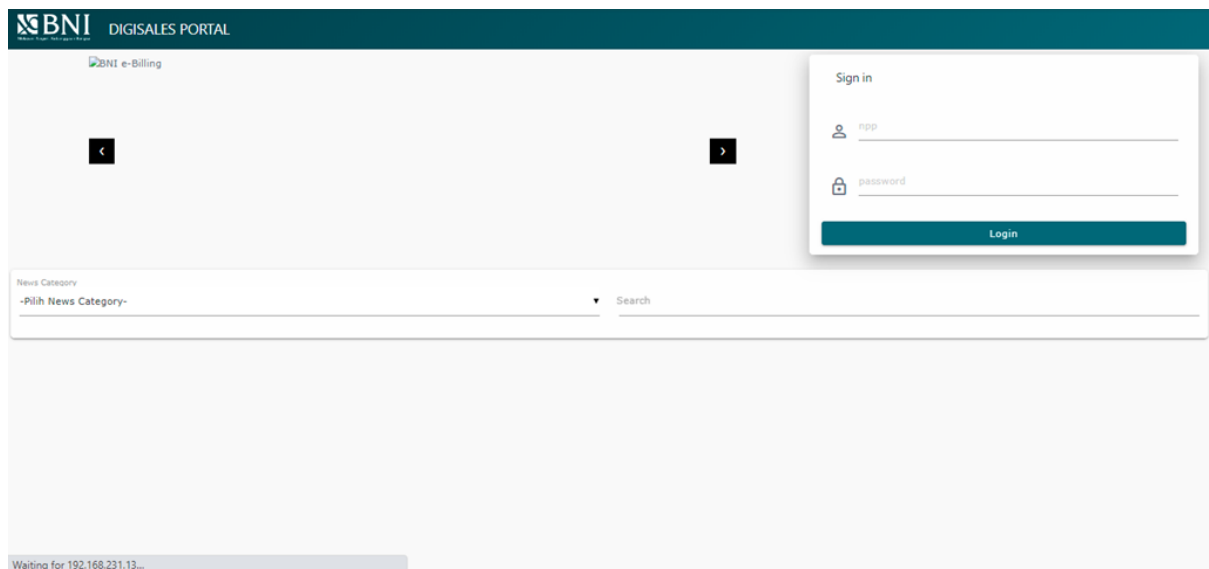 BNI DIGISALES PORTAL
BNI e-Billing
Sign in
npp
password
Login
News Category
-Pilih News Category-
Search
Waiting for 192.168.231.13...